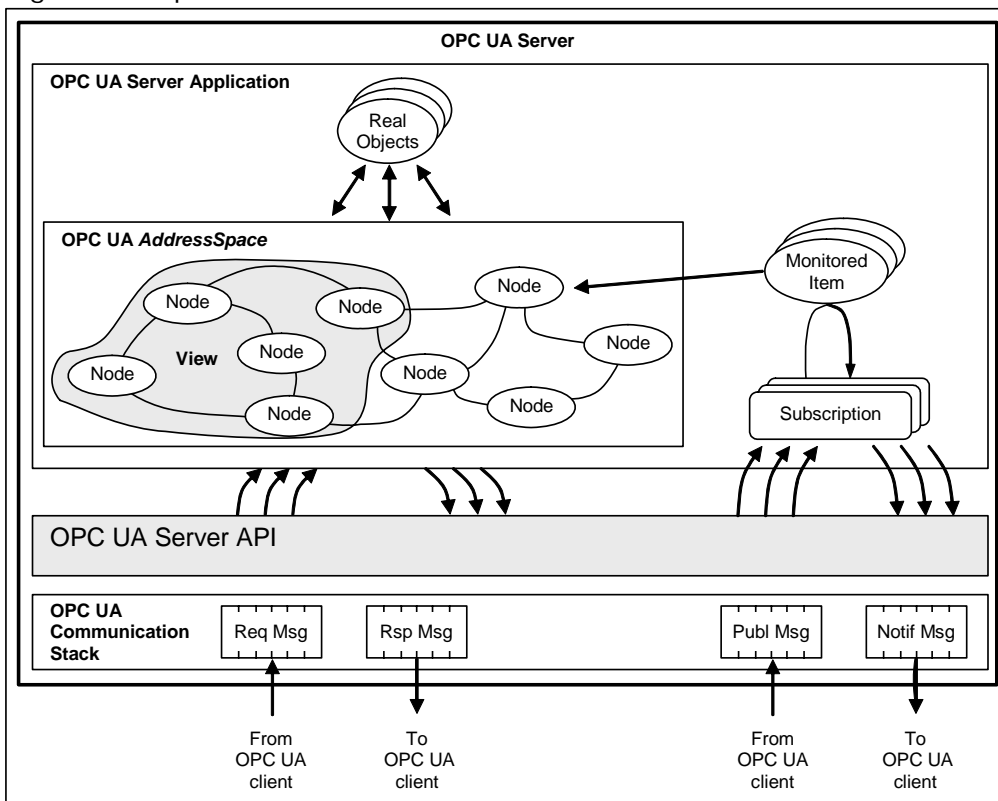 OPC UA Server
OPC UA Server Application
Real
Objects
OPC UA AddressSpace
Monitored
Item
Node
Node
Node
Node
View
Node
Node
Node
Node
Node
Subscription
OPC UA Server API
OPC UA
Communication
Stack
Req Msg
Rsp Msg
Publ Msg
Notif Msg
From
OPC UA
client
To
OPC UA
client
From
OPC UA
client
To
OPC UA
client